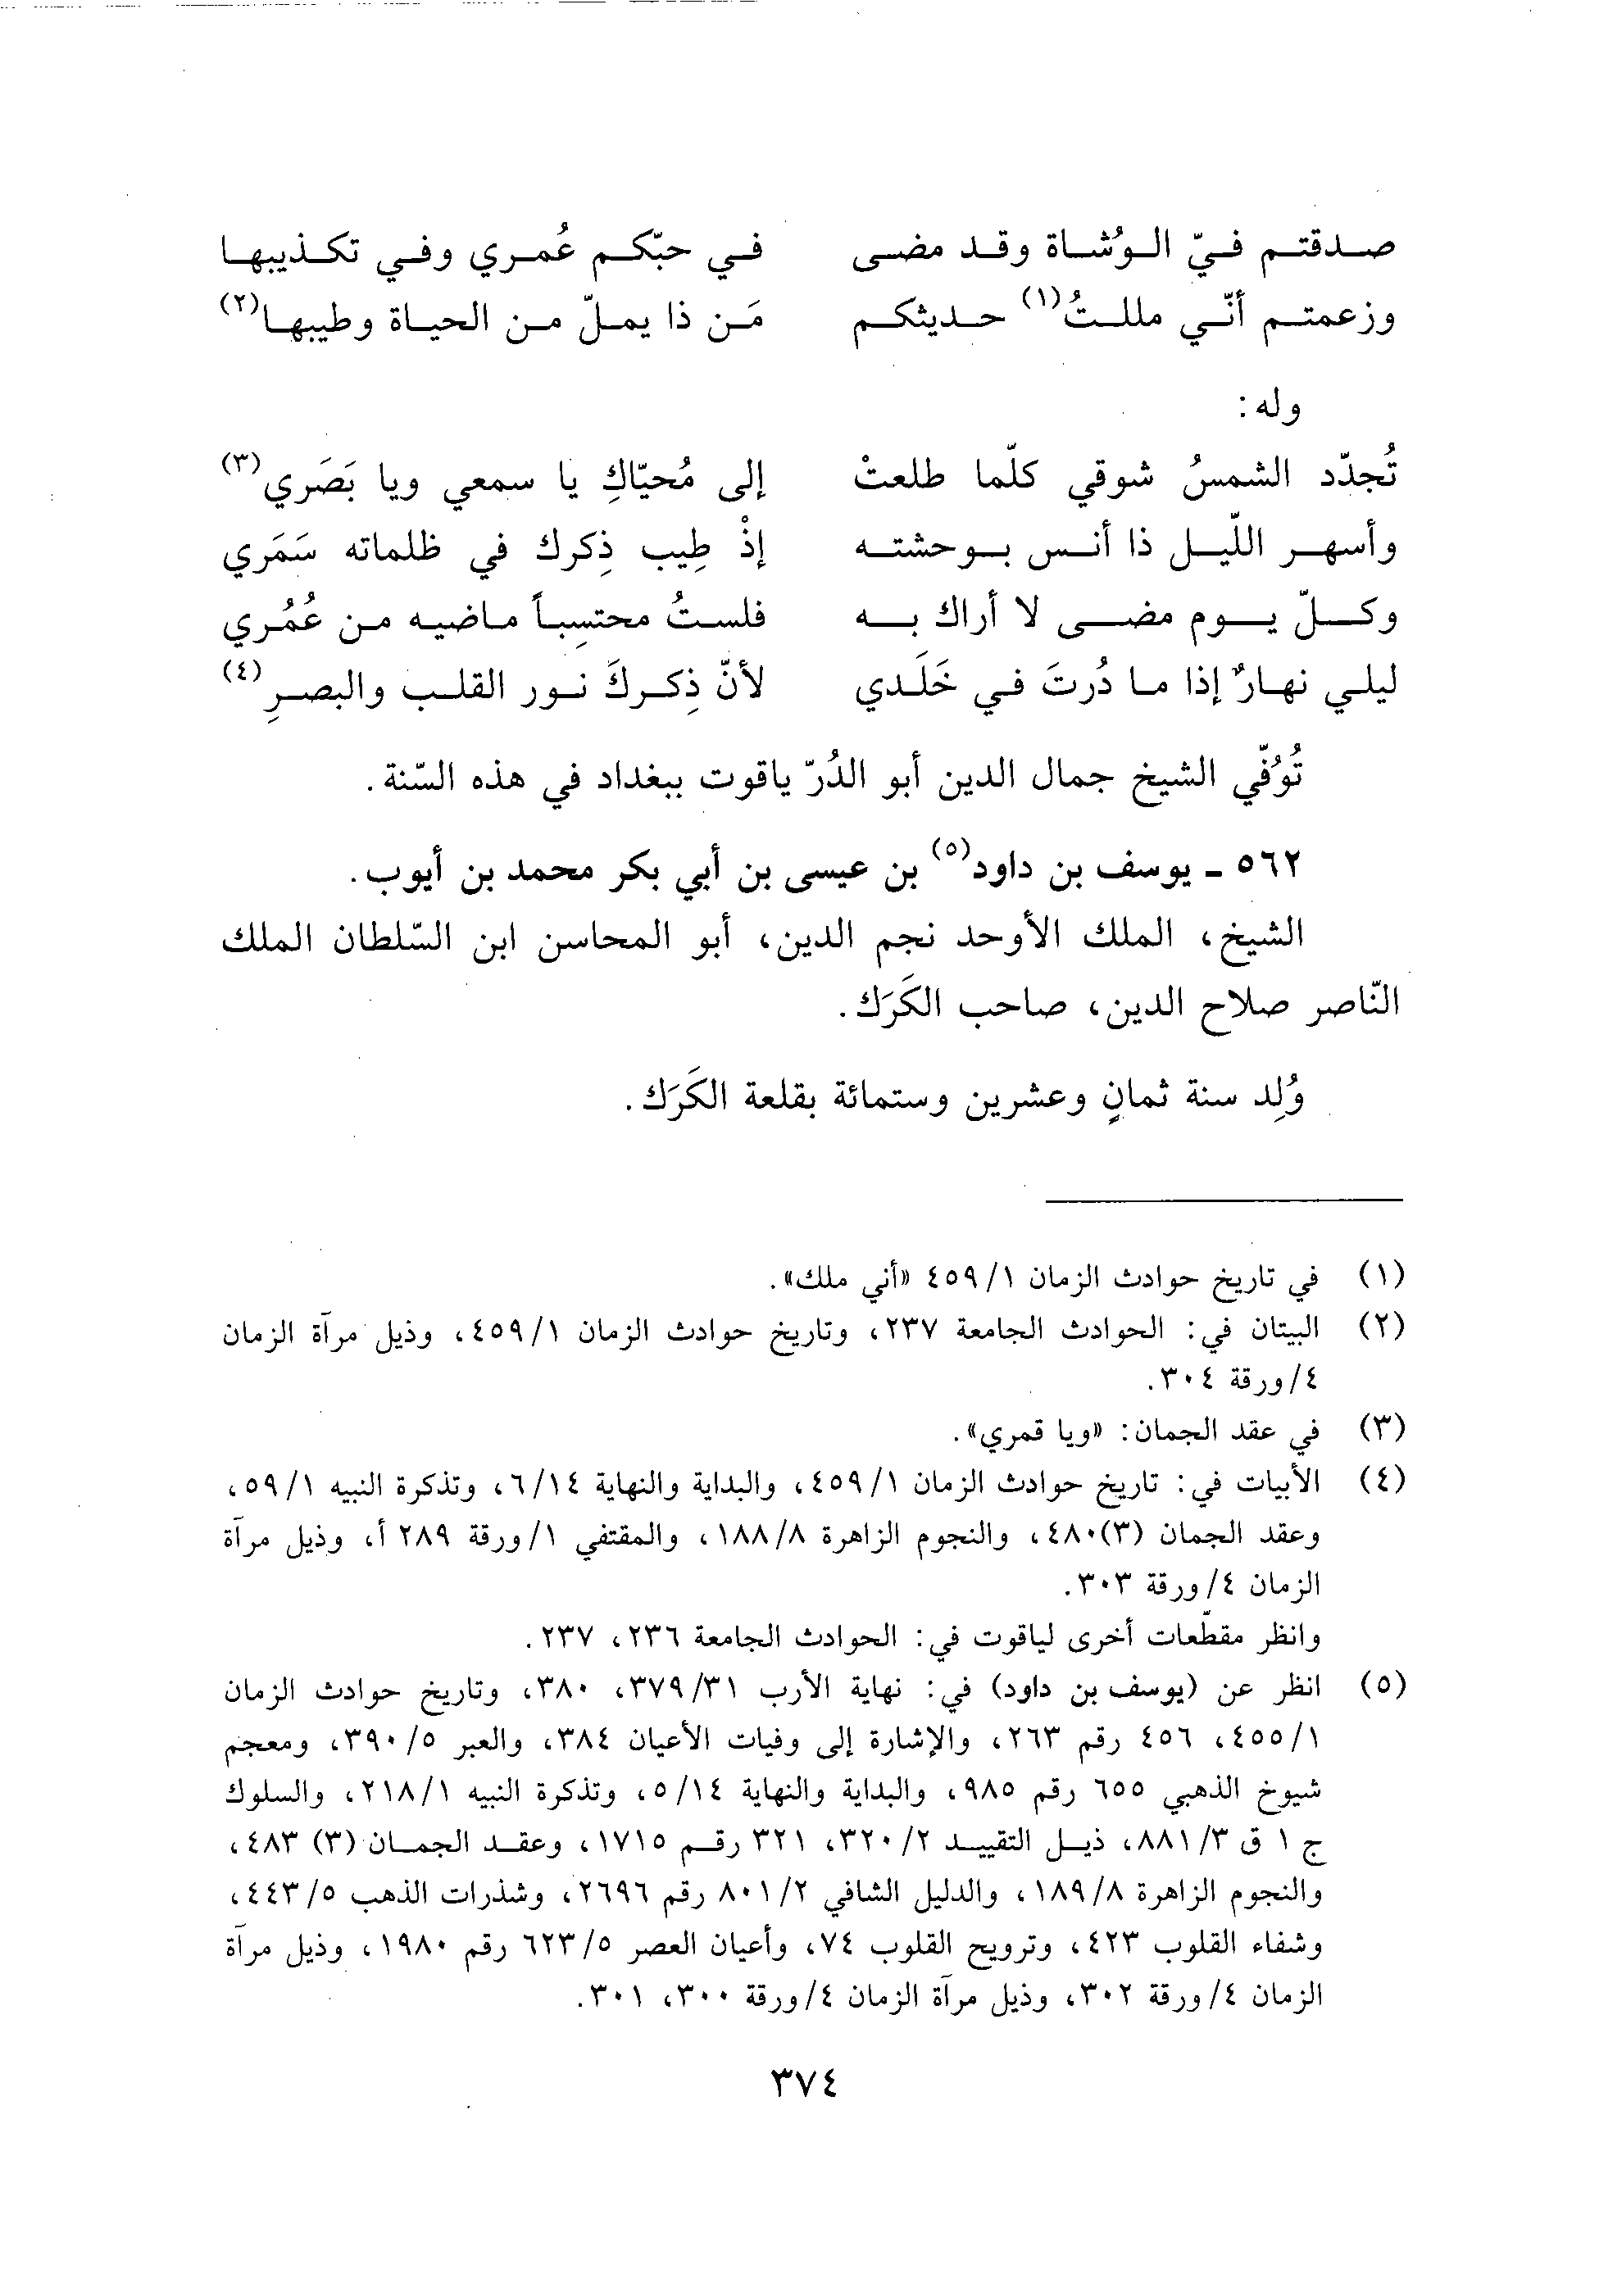 صدقتم فيّ الوُشاة وقد مضى في حبّكم عُمري وفي تكذيبها
وزعمتم أنّي مللتُ(١) حديثكم مَن ذا يملّ من الحياة وطيبها(٢)
وله:
تُجدّد الشمسُ شوقي كلّما طلعتْ إلى مُحيّاكِ يا سمعي ويا بَصَري(٣)
وأسهر اللّيل ذا أنس بوحشته إذْ طِيب ذِكرك في ظلماته سَمَري
وكلّ يوم مضى لا أراك به فلستُ محتسِباً ماضيه من عُمُري
ليلي نهارٌ إذا ما دُرتَ في خَلَدي لأنّ ذِكركَ نور القلب والبصرِ(٤)
تُوُفّي الشيخ جمال الدين أبو الدُرّ ياقوت ببغداد في هذه السّنة.
٥٦٢ - يوسف بن داود(٥) بن عيسى بن أبي بكر محمد بن أيوب.
الشيخ، الملك الأوحد نجم الدين، أبو المحاسن ابن السّلطان الملك
النّاصر صلاح الدين، صاحب الكَرَك.
وُلِد سنة ثمانٍ وعشرين وستمائة بقلعة الكَرَك.
(١) في تاريخ حوادث الزمان ٤٥٩/١ «أني ملك».
(٢) البيتان في: الحوادث الجامعة ٢٣٧، وتاريخ حوادث الزمان ٤٥٩/١، وذيل مرآة الزمان
٤/ورقة ٣٠٤.
(٣) في عقد الجمان: «ويا قمري».
(٤) الأبيات في: تاريخ حوادث الزمان ٤٥٩/١، والبداية والنهاية ٦/١٤، وتذكرة النبيه ٥٩/١،
وعقد الجمان (٣)٤٨٠، والنجوم الزاهرة ١٨٨/٨، والمقتفي ١/ورقة ٢٨٩ أ، وذيل مرآة
الزمان ٤/ورقة ٣٠٣.
وانظر مقطّعات أخرى لياقوت في: الحوادث الجامعة ٢٣٦، ٢٣٧.
(٥) انظر عن (يوسف بن داود) في: نهاية الأرب ٣٧٩/٣١، ٣٨٠، وتاريخ حوادث الزمان
٤٥٥/١، ٤٥٦ رقم ٢٦٣، والإشارة إلى وفيات الأعيان ٣٨٤، والعبر ٣٩٠/٥، ومعجم
شيوخ الذهبي ٦٥٥ رقم ٩٨٥، والبداية والنهاية ٥/١٤، وتذكرة النبيه ٢١٨/١، والسلوك
ج ١ ق ٨٨١/٣، ذيل التقييد ٣٢٠/٢، ٣٢١ رقم ١٧١٥، وعقد الجمان (٣) ٤٨٣،
والنجوم الزاهرة ١٨٩/٨، والدليل الشافي ٨٠١/٢ رقم ٢٦٩٦، وشذرات الذهب ٤٤٣/٥،
وشفاء القلوب ٤٢٣، وترويح القلوب ٧٤، وأعيان العصر ٦٢٣/٥ رقم ١٩٨٠، وذيل مرآة
الزمان ٤/ورقة ٣٠٢، وذيل مرآة الزمان ٤/ورقة ٣٠٠، ٣٠١.
٣٧٤